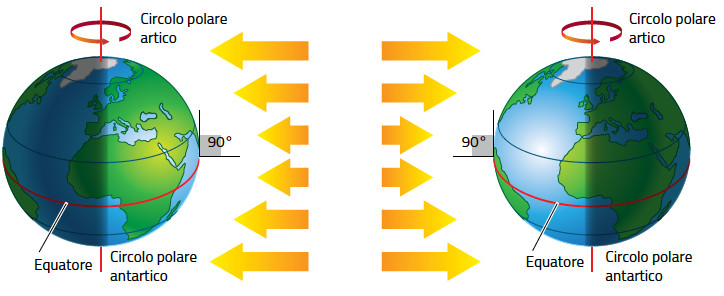 Circolo polare
artico
90°
Equatore
Circolo polare
antartico
Circolo polare
artico
90°
Equatore
Circolo polare
antartico